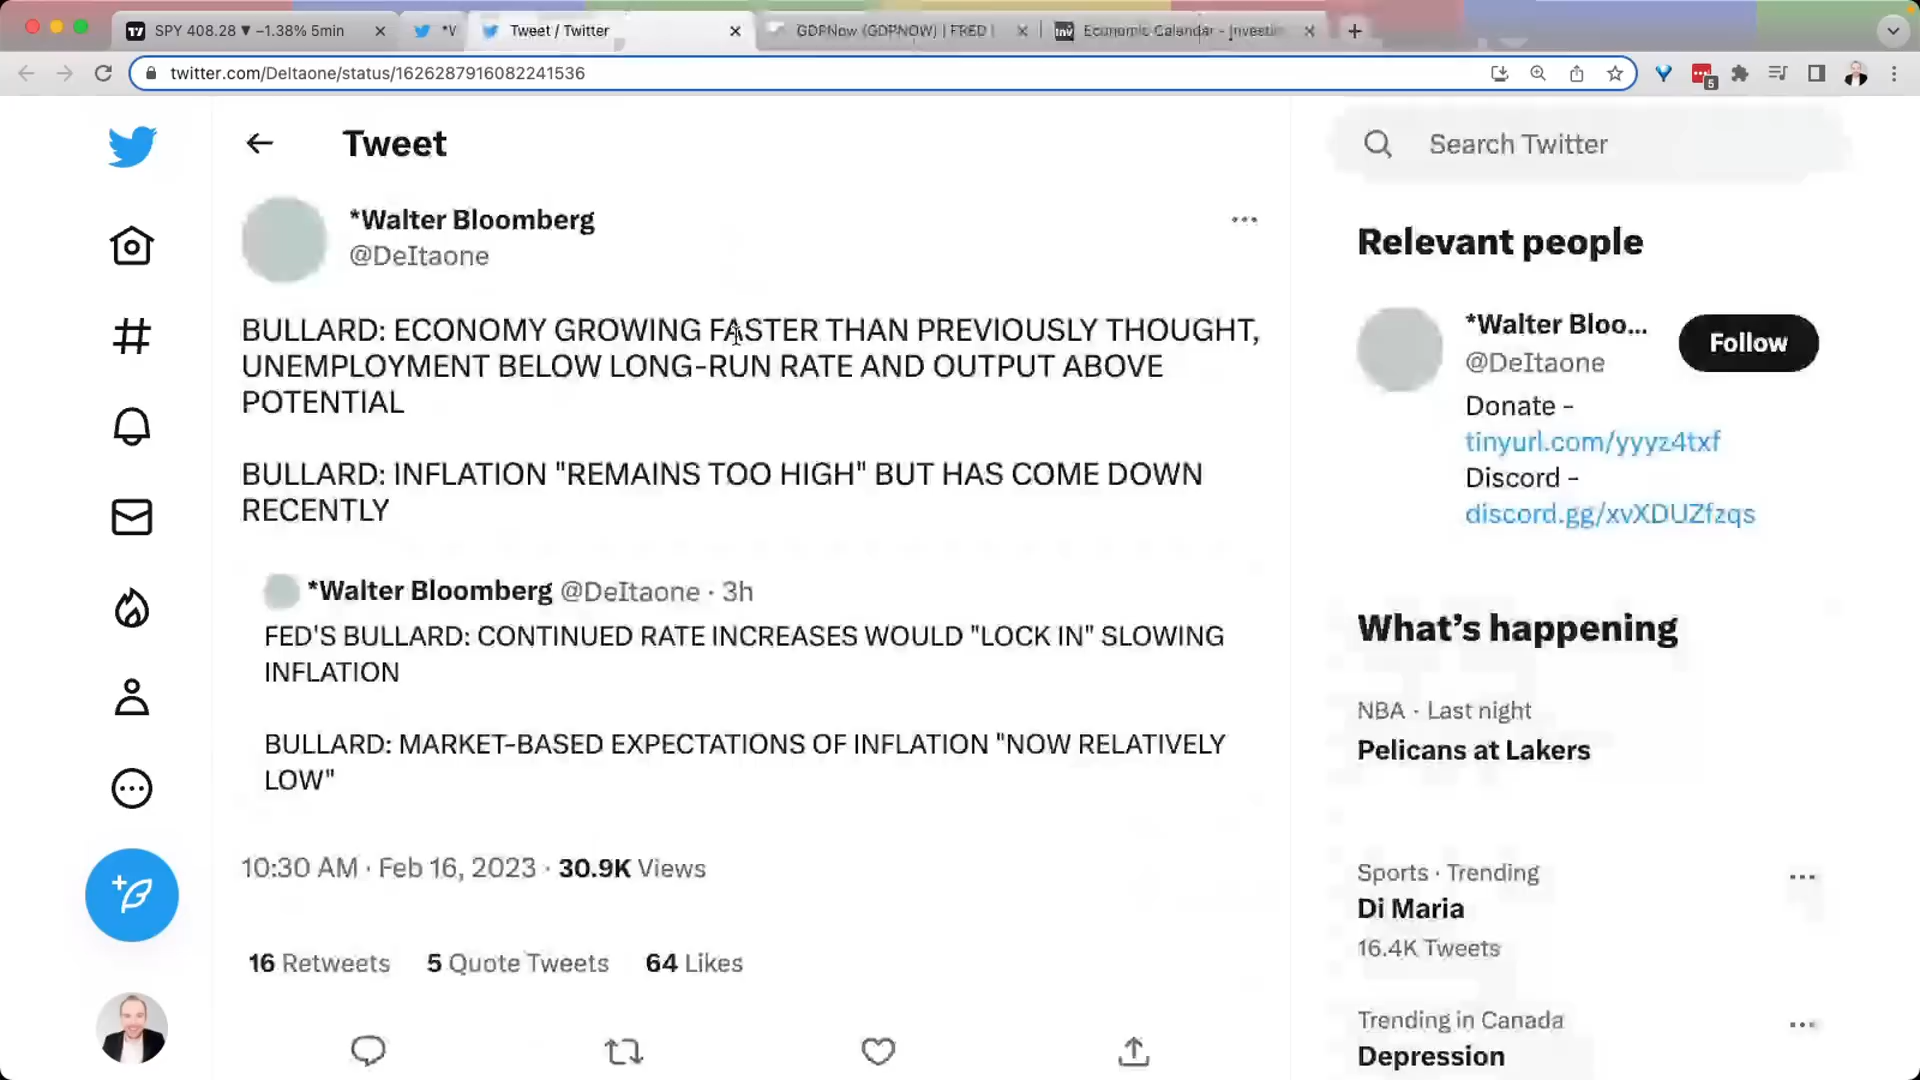 SPY 408.28 ▼ −1.38% 5min
*V
Tweet / Twitter
GDPNow (GDPNOW) | FRED |
Economic Calendar - Investin
twitter.com/DeItaone/status/1626287916082241536
5
Tweet
Search Twitter
*Walter Bloomberg
@DeItaone
BULLARD: ECONOMY GROWING FASTER THAN PREVIOUSLY THOUGHT,
UNEMPLOYMENT BELOW LONG-RUN RATE AND OUTPUT ABOVE
POTENTIAL
BULLARD: INFLATION "REMAINS TOO HIGH" BUT HAS COME DOWN
RECENTLY
*Walter Bloomberg @DeItaone · 3h
FED'S BULLARD: CONTINUED RATE INCREASES WOULD "LOCK IN" SLOWING
INFLATION
BULLARD: MARKET-BASED EXPECTATIONS OF INFLATION "NOW RELATIVELY
LOW"
10:30 AM · Feb 16, 2023 · 30.9K Views
16 Retweets 5 Quote Tweets 64 Likes
Relevant people
*Walter Bloo...
@DeItaone
Follow
Donate -
tinyurl.com/yyyz4txf
Discord -
discord.gg/xvXDUZfzqs
What's happening
NBA · Last night
Pelicans at Lakers
Sports · Trending
Di Maria
16.4K Tweets
Trending in Canada
Depression